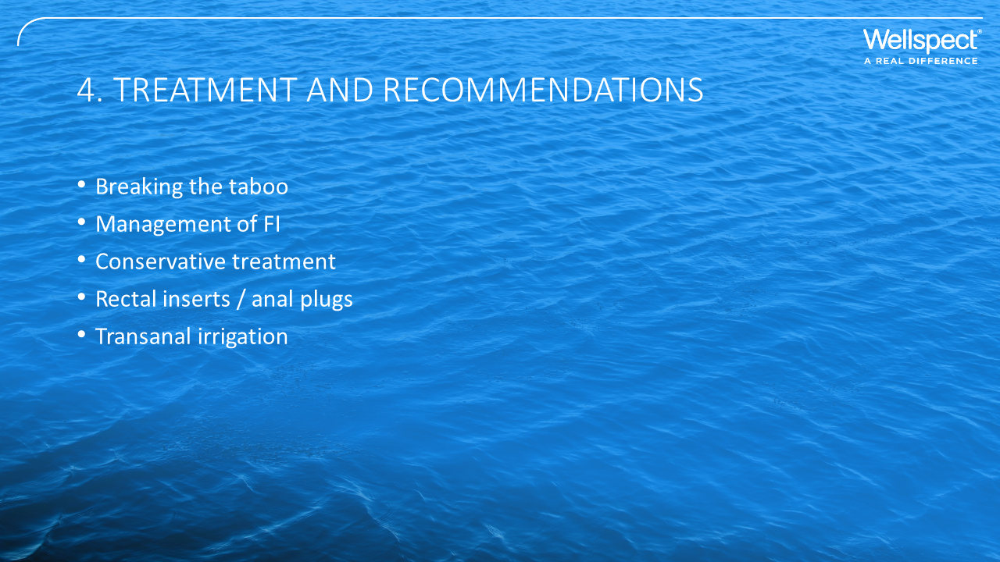 Wellspect®
A REAL DIFFERENCE
4. TREATMENT AND RECOMMENDATIONS
• Breaking the taboo
• Management of FI
• Conservative treatment
• Rectal inserts / anal plugs
• Transanal irrigation